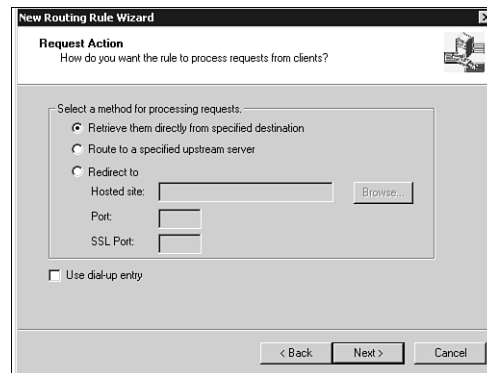 New Routing Rule Wizard
Request Action
How do you want the rule to process requests from clients?
Select a method for processing requests.
Retrieve them directly from specified destination
Route to a specified upstream server
Redirect to
Hosted site:
Browse...
Port:
SSL Port:
Use dial-up entry
< Back Next > Cancel